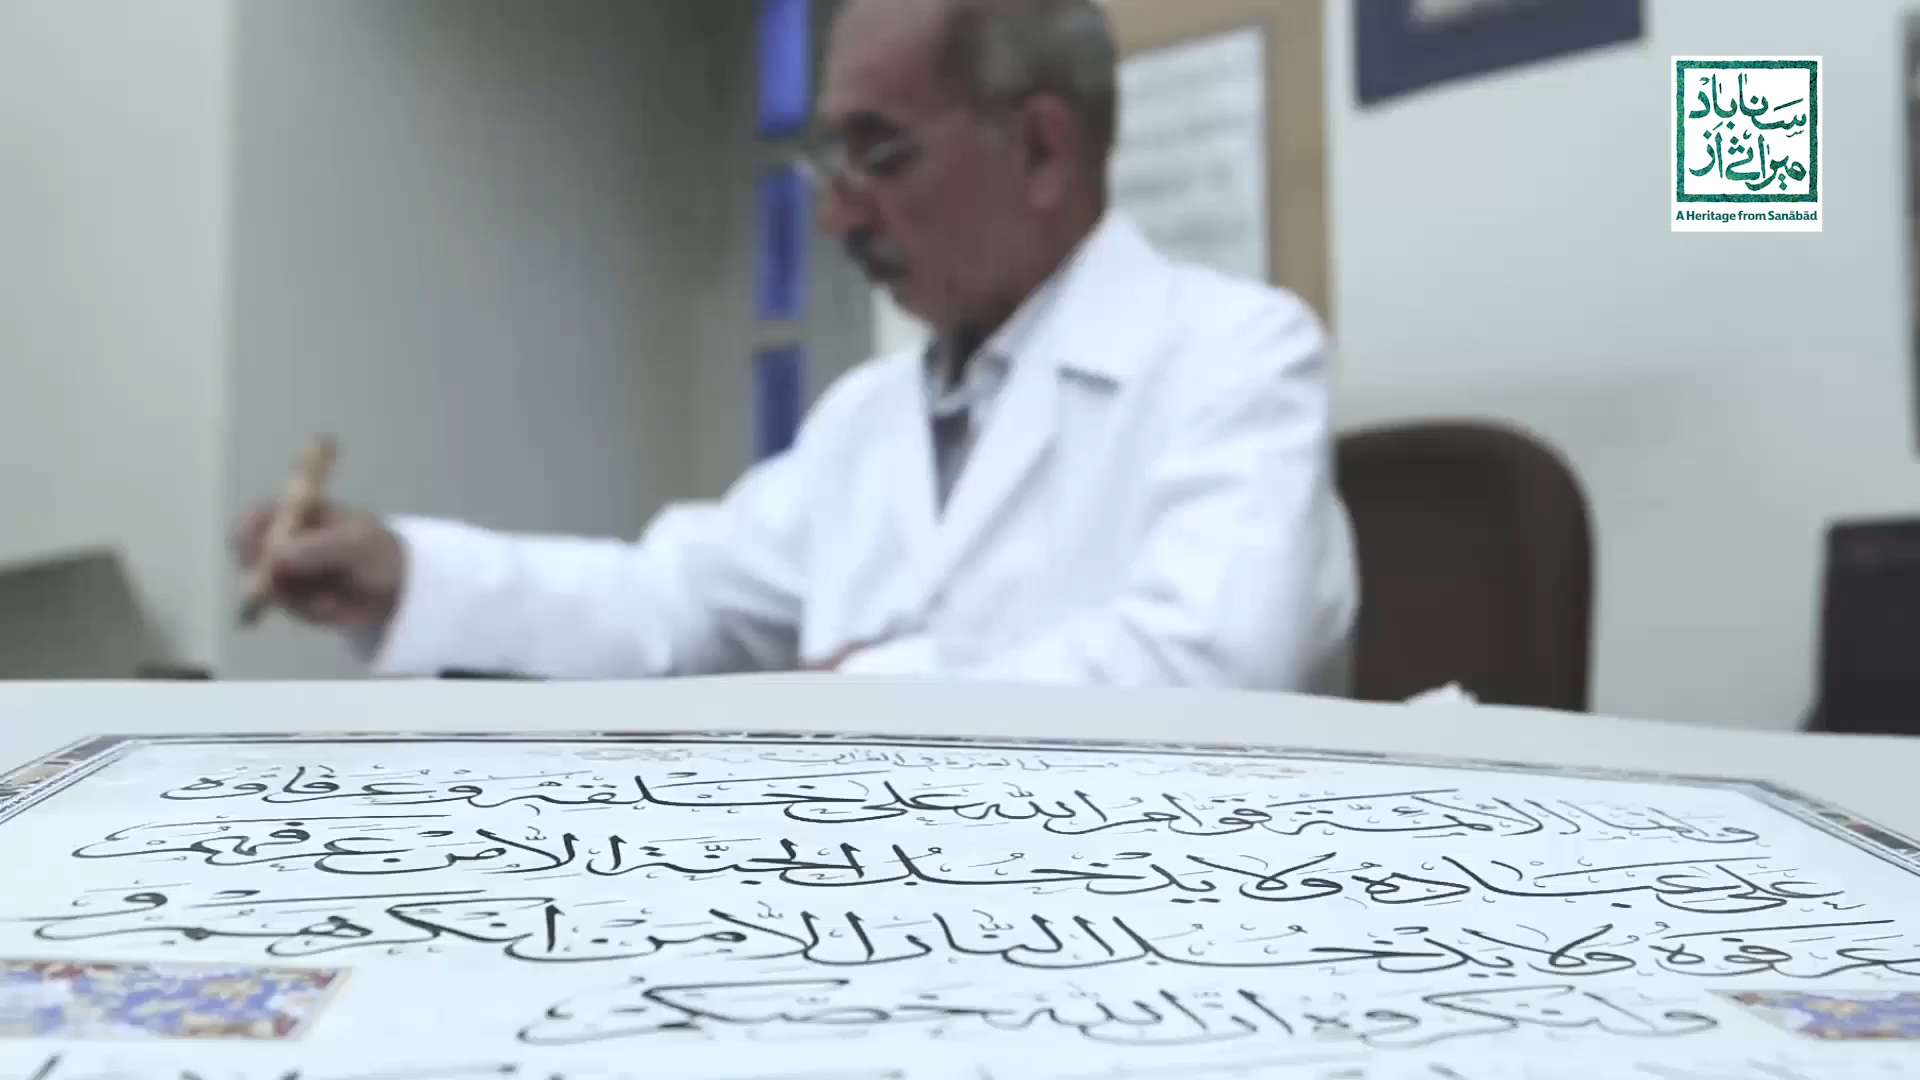 سناباد
میراثی از
A Heritage from Sanābād
وانما الائمة قوام الله على خلقه وعرفاؤه
على عباده ولا يدخل الجنة الا من عرفهم
عرفوه ولا يدخل النار الا من انكرهم
وانكروه ان الله خصكم